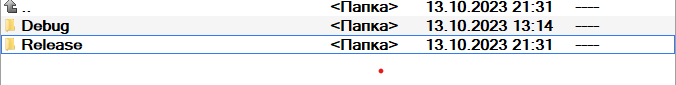 .. <Папка> 13.10.2023 21:31 ----
Debug <Папка> 13.10.2023 13:14 ----
Release <Папка> 13.10.2023 21:31 ----